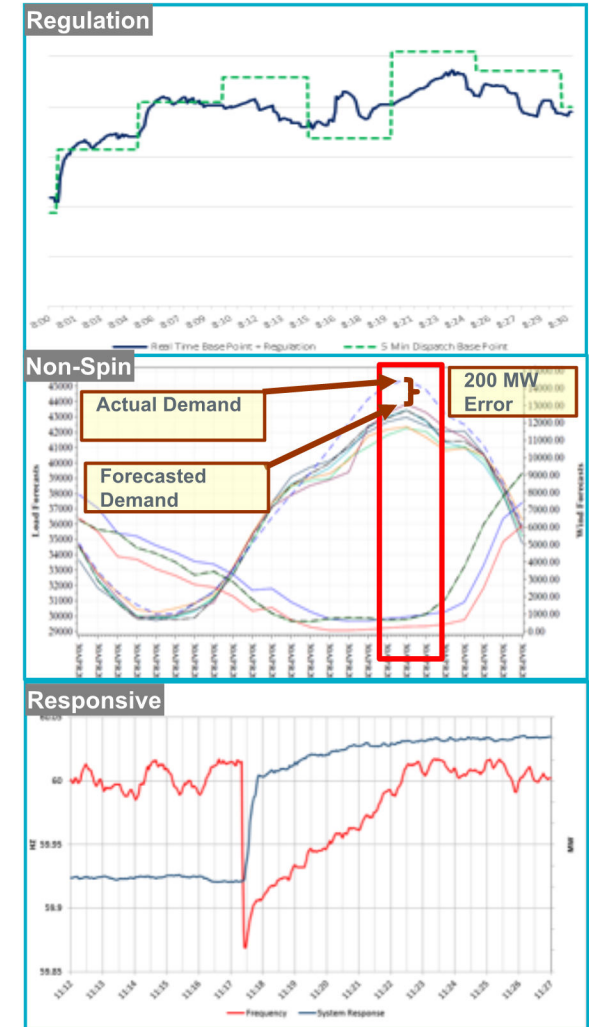 Regulation
8:00 8:01 8:03 8:04 8:06 8:07 8:09 8:10 8:12 8:13 8:15 8:16 8:18 8:19 8:21 8:23 8:24 8:26 8:27 8:29 8:30
Real Time Base Point + Regulation 5 Min Dispatch Base Point
Non-Spin
Actual Demand
200 MW
Error
Forecasted
Demand
Load Forecasts
45000
44000
43000
42000
41000
40000
39000
38000
37000
36000
35000
34000
33000
32000
31000
30000
29000
14000.00
13000.00
12000.00
11000.00
10000.00
9000.00
8000.00
7000.00
6000.00
5000.00
4000.00
3000.00
2000.00
1000.00
0.00
Wind Forecasts
Responsive
60.05
60
59.95
59.9
59.85
HZ
MW
11:12 11:13 11:14 11:15 11:16 11:17 11:18 11:19 11:20 11:21 11:22 11:23 11:24 11:25 11:26 11:27
Frequency System Response